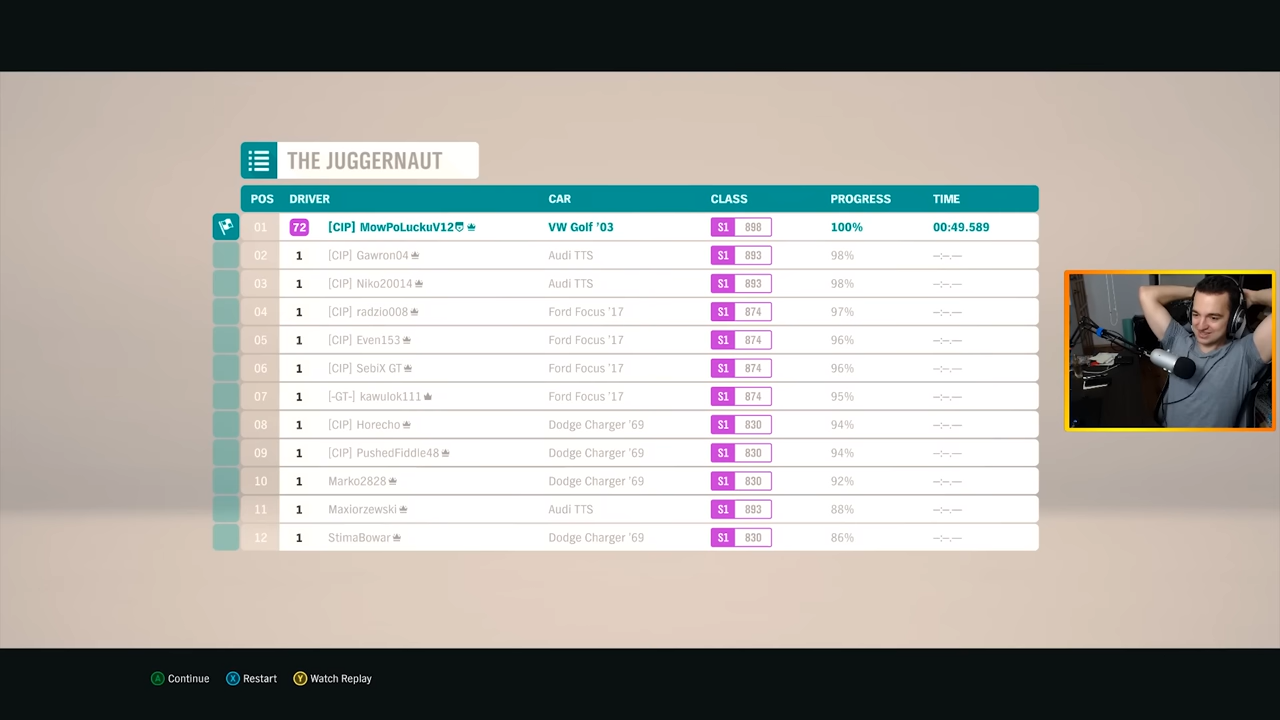 THE JUGGERNAUT
POS DRIVER CAR CLASS PROGRESS TIME
01 72 [CIP] MowPoLuckuV12 VW Golf '03 S1 898 100% 00:49.589
02 1 [CIP] Gawron04 Audi TTS S1 893 98% --:--.---
03 1 [CIP] Niko20014 Audi TTS S1 893 98% --:--.---
04 1 [CIP] radzio008 Ford Focus '17 S1 874 97% --:--.---
05 1 [CIP] Even153 Ford Focus '17 S1 874 96% --:--.---
06 1 [CIP] SebiX GT Ford Focus '17 S1 874 96% --:--.---
07 1 [-GT-] kawulok111 Ford Focus '17 S1 874 95% --:--.---
08 1 [CIP] Horecho Dodge Charger '69 S1 830 94% --:--.---
09 1 [CIP] PushedFiddle48 Dodge Charger '69 S1 830 94% --:--.---
10 1 Marko2828 Dodge Charger '69 S1 830 92% --:--.---
11 1 Maxiorzewski Audi TTS S1 893 88% --:--.---
12 1 StimaBowar Dodge Charger '69 S1 830 86% --:--.---
A Continue X Restart Y Watch Replay